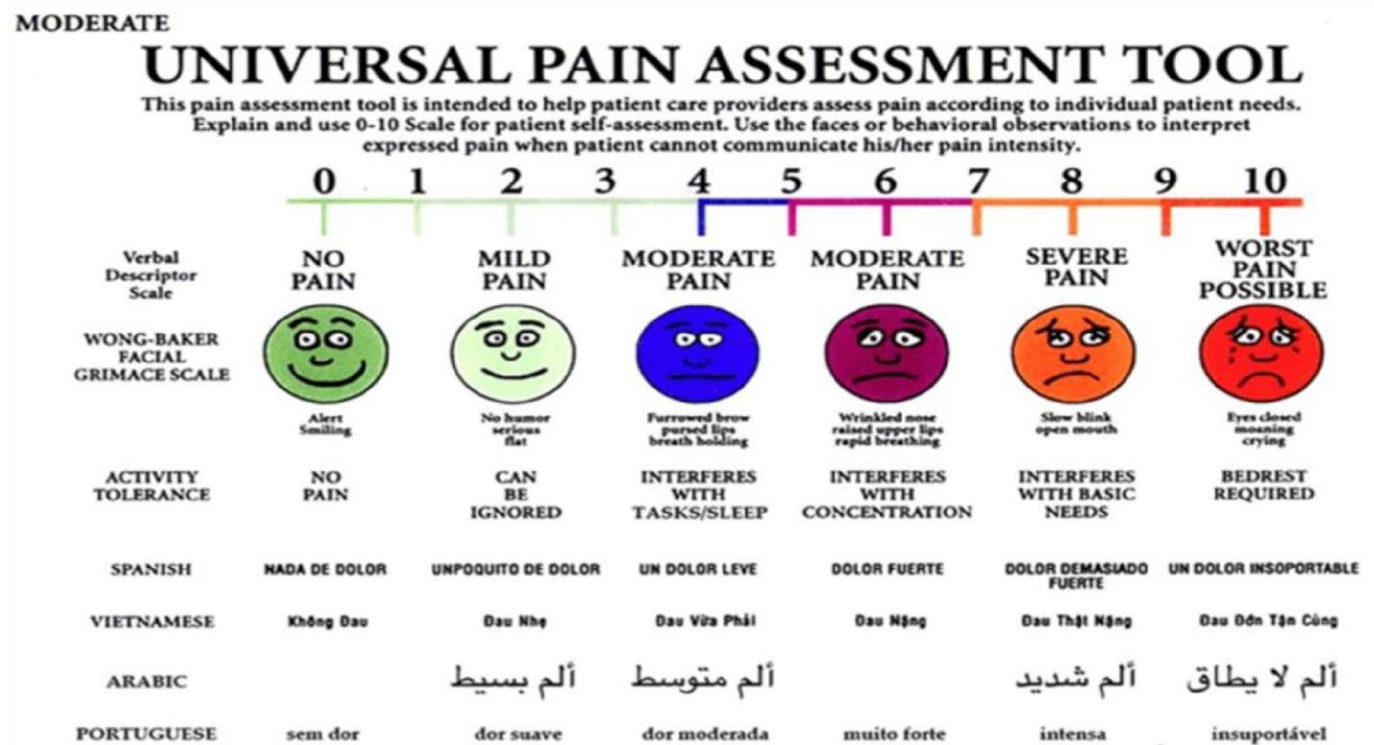 MODERATE
UNIVERSAL PAIN ASSESSMENT TOOL
This pain assessment tool is intended to help patient care providers assess pain according to individual patient needs.
Explain and use 0-10 Scale for patient self-assessment. Use the faces or behavioral observations to interpret
expressed pain when patient cannot communicate his/her pain intensity.
0 1 2 3 4 5 6 7 8 9 10
Verbal
Descriptor
Scale
NO
PAIN
MILD
PAIN
MODERATE
PAIN
MODERATE
PAIN
SEVERE
PAIN
WORST
PAIN
POSSIBLE
WONG-BAKER
FACIAL
GRIMACE SCALE
Alert
Smiling
No humor
serious
flat
Furrowed brow
pursed lips
breath holding
Wrinkled nose
raised upper lips
rapid breathing
Slow blink
open mouth
Eyes closed
moaning
crying
ACTIVITY
TOLERANCE
NO
PAIN
CAN
BE
IGNORED
INTERFERES
WITH
TASKS/SLEEP
INTERFERES
WITH
CONCENTRATION
INTERFERES
WITH BASIC
NEEDS
BEDREST
REQUIRED
SPANISH
NADA DE DOLOR
UNPOQUITO DE DOLOR
UN DOLOR LEVE
DOLOR FUERTE
DOLOR DEMASIADO
FUERTE
UN DOLOR INSOPORTABLE
VIETNAMESE
Không Đau
Đau Nhẹ
Đau Vừa Phải
Đau Nặng
Đau Thật Nặng
Đau Đớn Tận Cùng
ARABIC
ألم بسيط
ألم متوسط
ألم شديد
ألم لا يطاق
PORTUGUESE
sem dor
dor suave
dor moderada
muito forte
intensa
insuportável